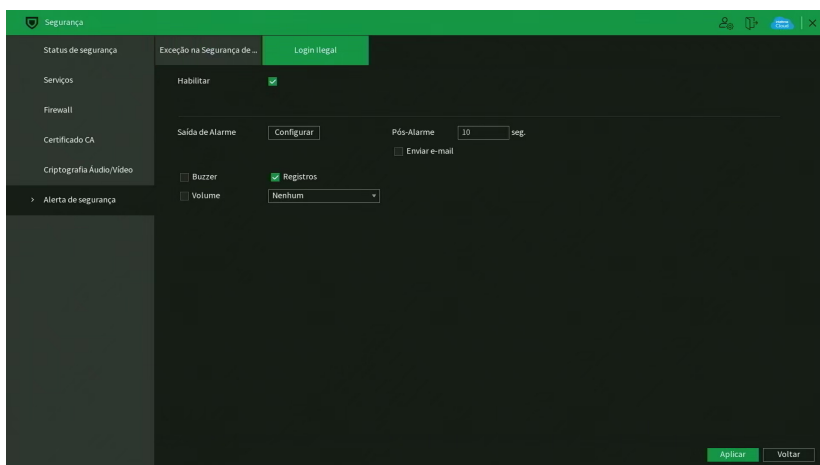 Segurança
Cloud
Status de segurança
Serviços
Firewall
Certificado CA
Criptografia Áudio/Vídeo
> Alerta de segurança
Exceção na Segurança de ...
Login Ilegal
Habilitar
Saída de Alarme
Configurar
Pós-Alarme
10
seg.
Enviar e-mail
Buzzer
Registros
Volume
Nenhum
Aplicar
Voltar